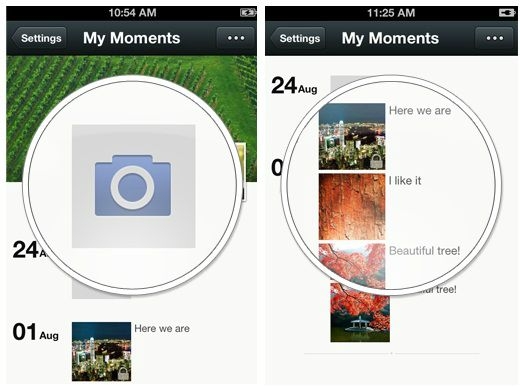 10:54 AM
Settings
My Moments
24
01 Aug
Here we are
11:25 AM
Settings
My Moments
24 Aug
Here we are
I like it
Beautiful tree!
ful tree!